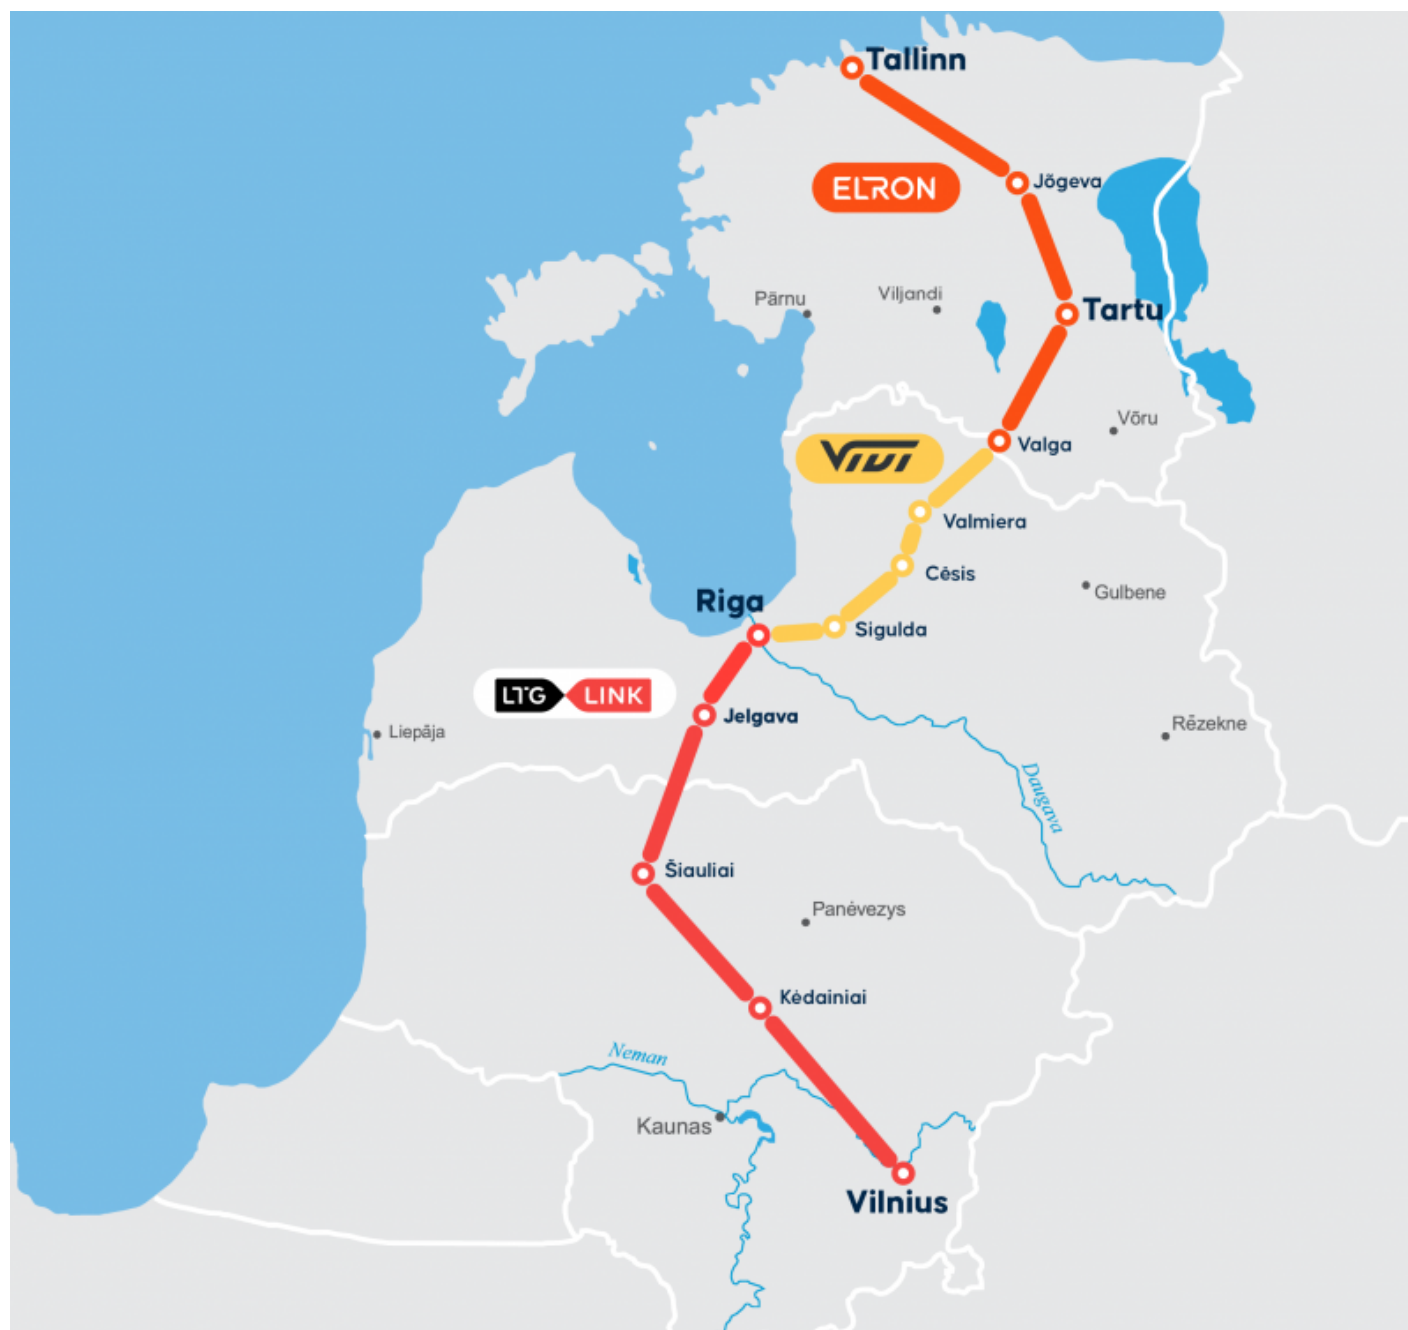 Tallinn
Jõgeva
ELRON
Viljandi
Pärnu
Tartu
Võru
Valga
VIVI
Valmiera
Cēsis
Gulbene
Riga
Sigulda
LTG LINK
Jelgava
Rēzekne
Liepāja
Daugava
Šiauliai
Panėvezys
Kėdainiai
Neman
Kaunas
Vilnius